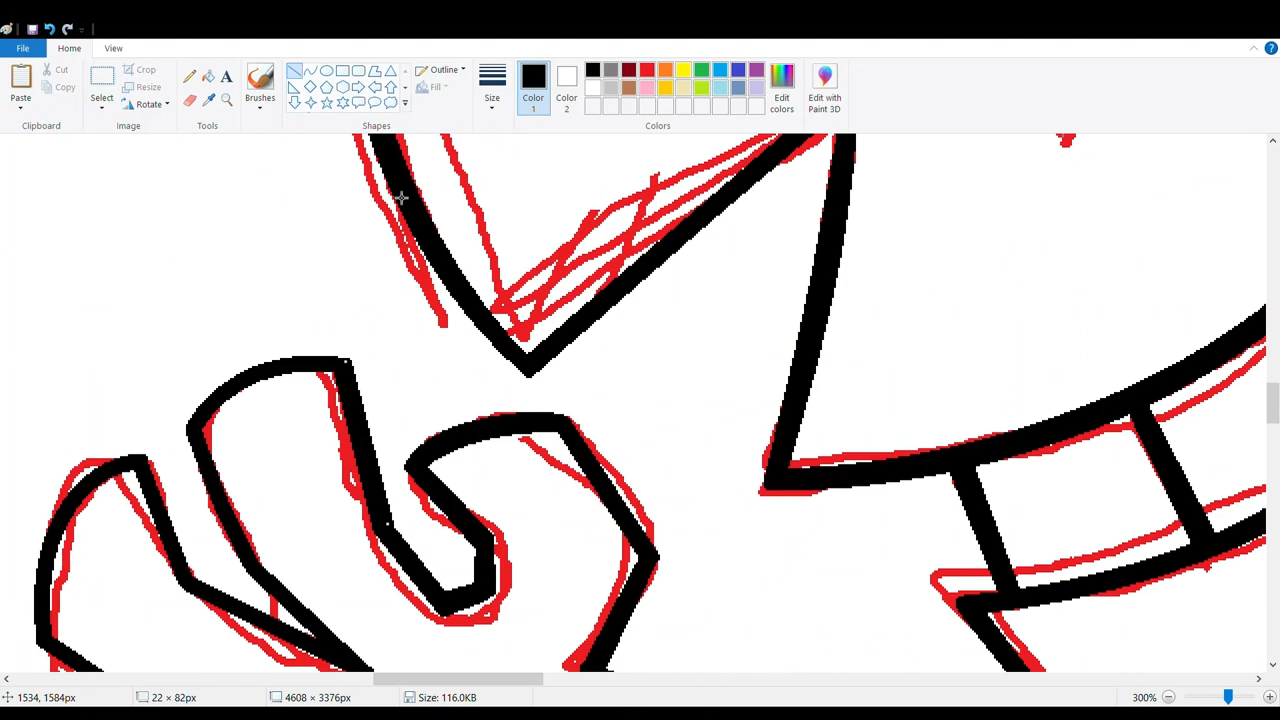 File Home View
Paste Cut Copy Clipboard
Select Crop Resize Rotate Image
A Tools
Brushes
Outline Fill Shapes
Size
Color 1 Color 2 Edit colors Colors
Edit with Paint 3D
1534, 1584px 22 × 82px 4608 × 3376px Size: 116.0KB 300%